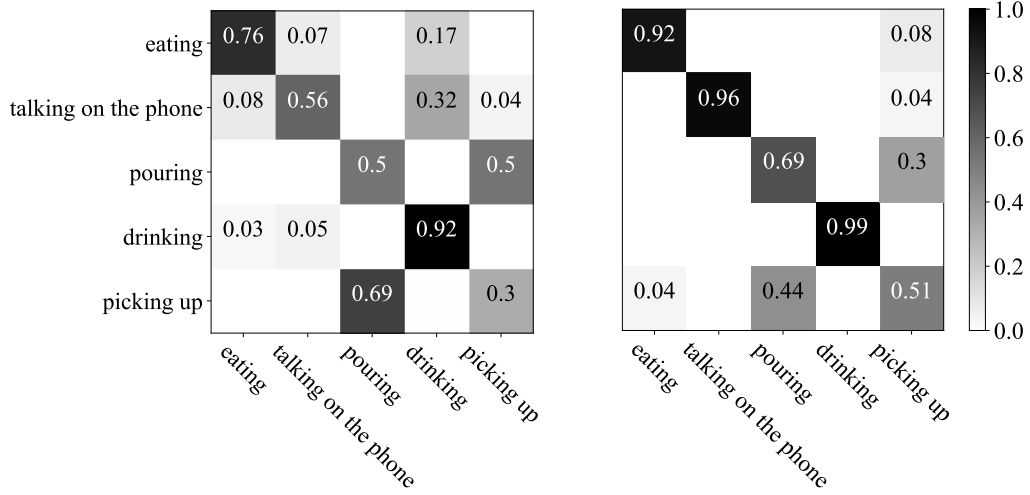 eating 0.76 0.07 0.17 0.92 0.08 1.0
talking on the phone 0.08 0.56 0.32 0.04 0.96 0.04 0.8
pouring 0.5 0.5 0.69 0.3 0.6
drinking 0.03 0.05 0.92 0.99 0.4
picking up 0.69 0.3 0.04 0.44 0.51 0.2
0.0
eating
talking on the phone
pouring
drinking
picking up
eating
talking on the phone
pouring
drinking
picking up